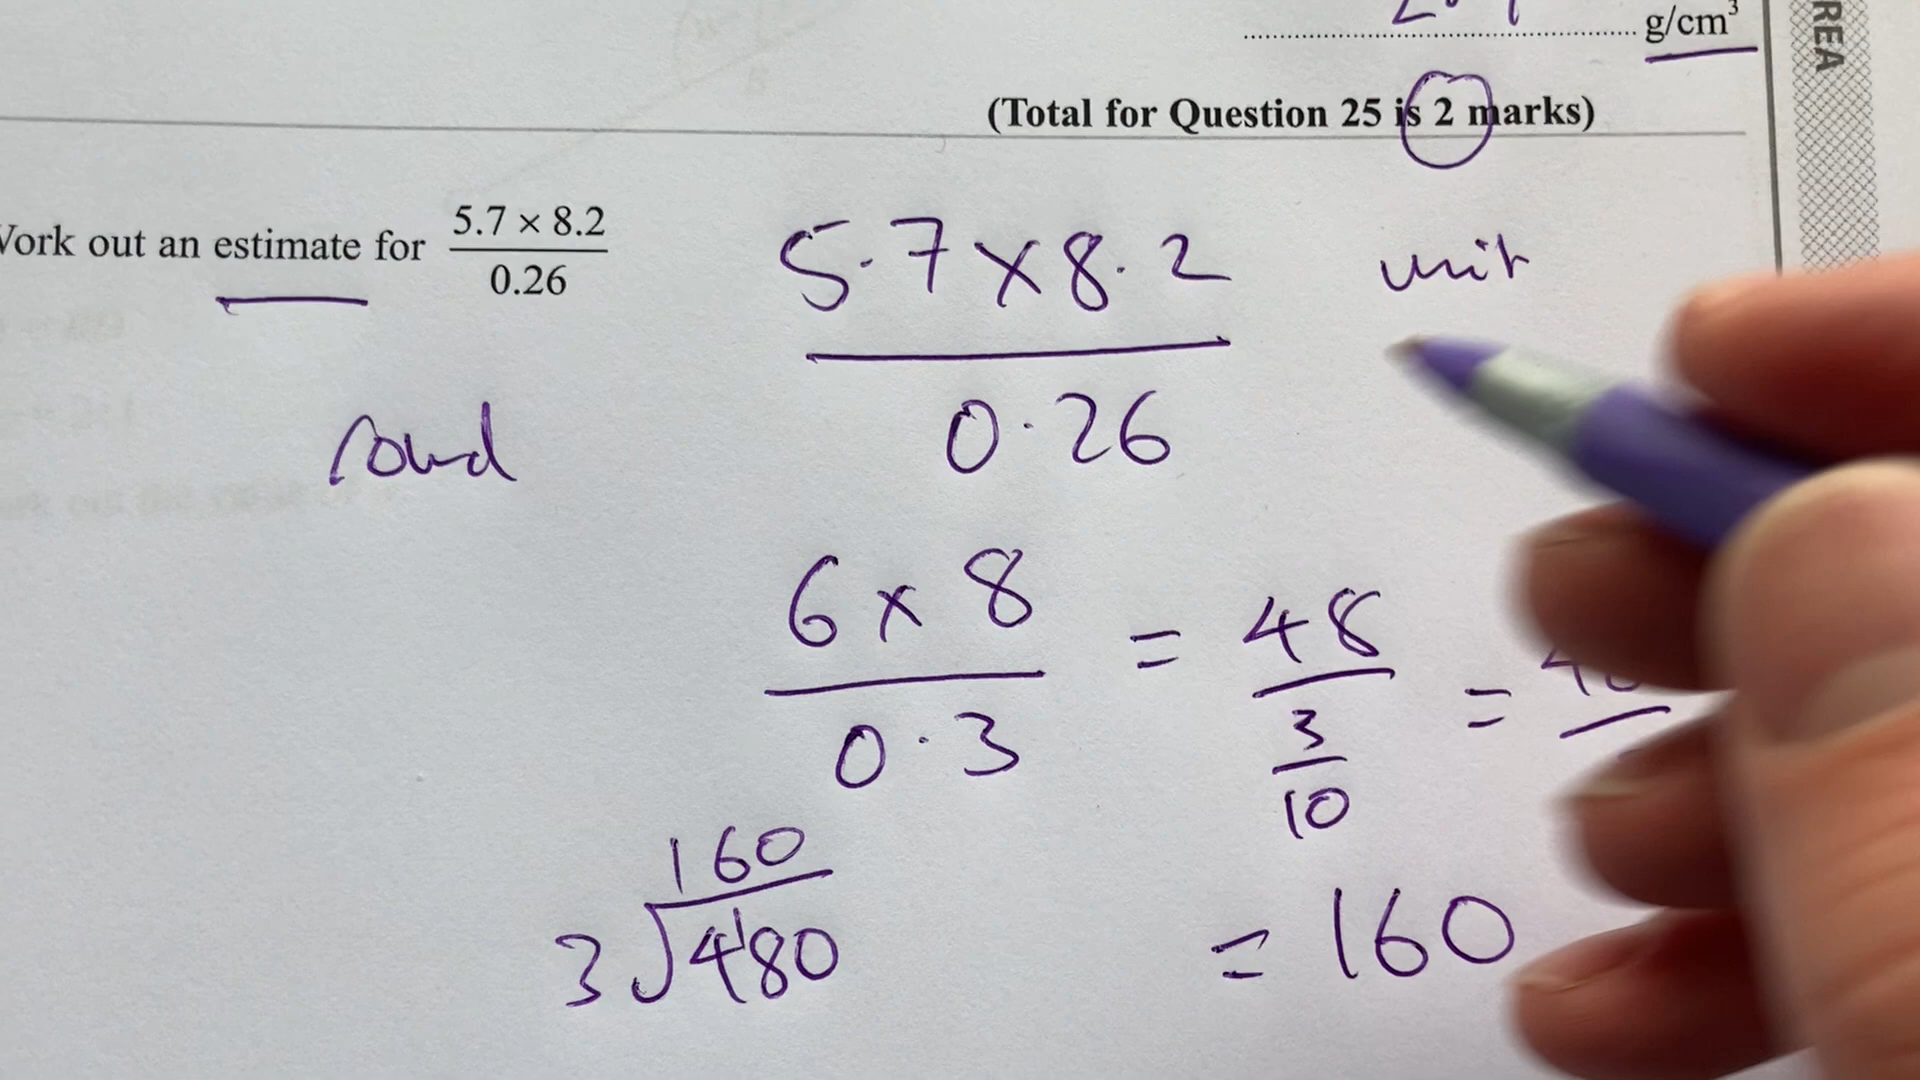 g/cm³
REA
(Total for Question 25 is 2 marks)
Work out an estimate for 5.7 × 8.2 / 0.26
5.7 × 8.2 / 0.26
unit
round
6 × 8 / 0.3 = 48 / 3/10 =
160
3 480
= 160